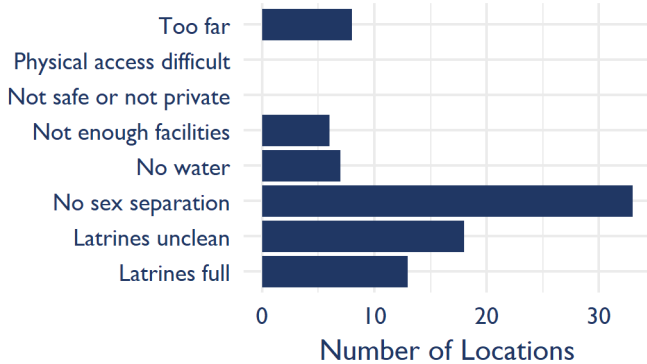 Too far
Physical access difficult
Not safe or not private
Not enough facilities
No water
No sex separation
Latrines unclean
Latrines full
0 10 20 30
Number of Locations